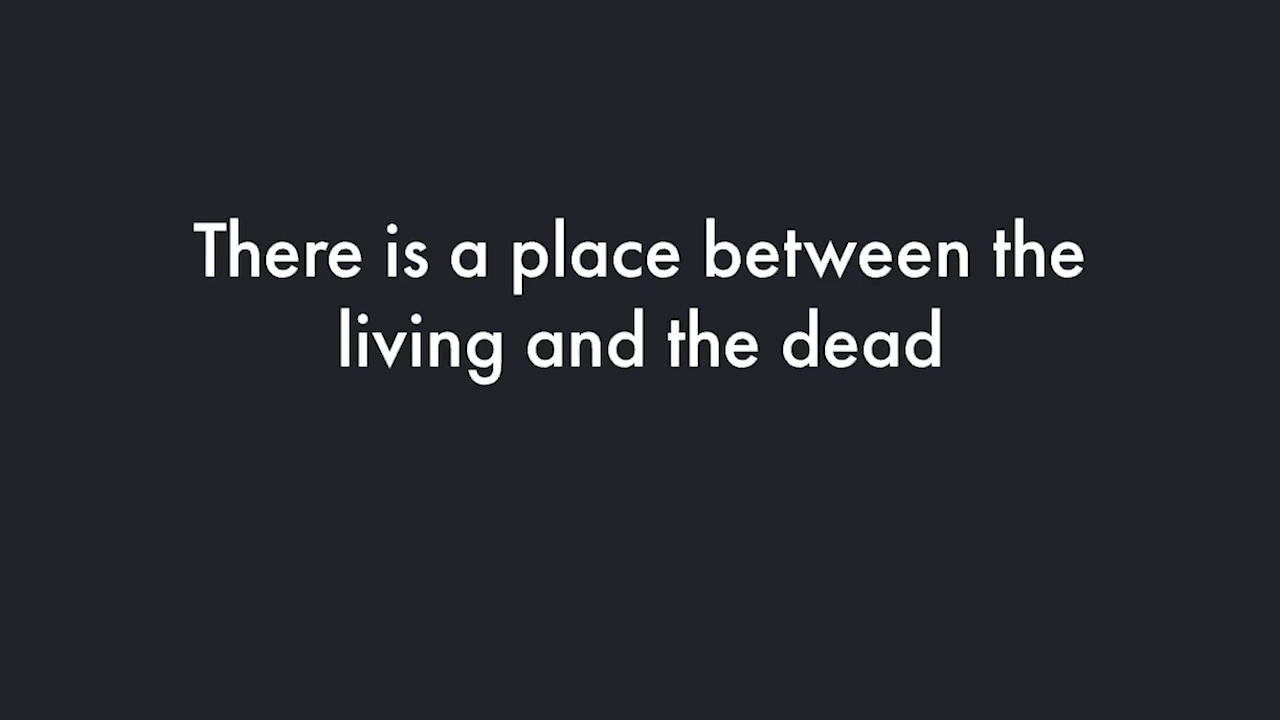 There is a place between the
living and the dead